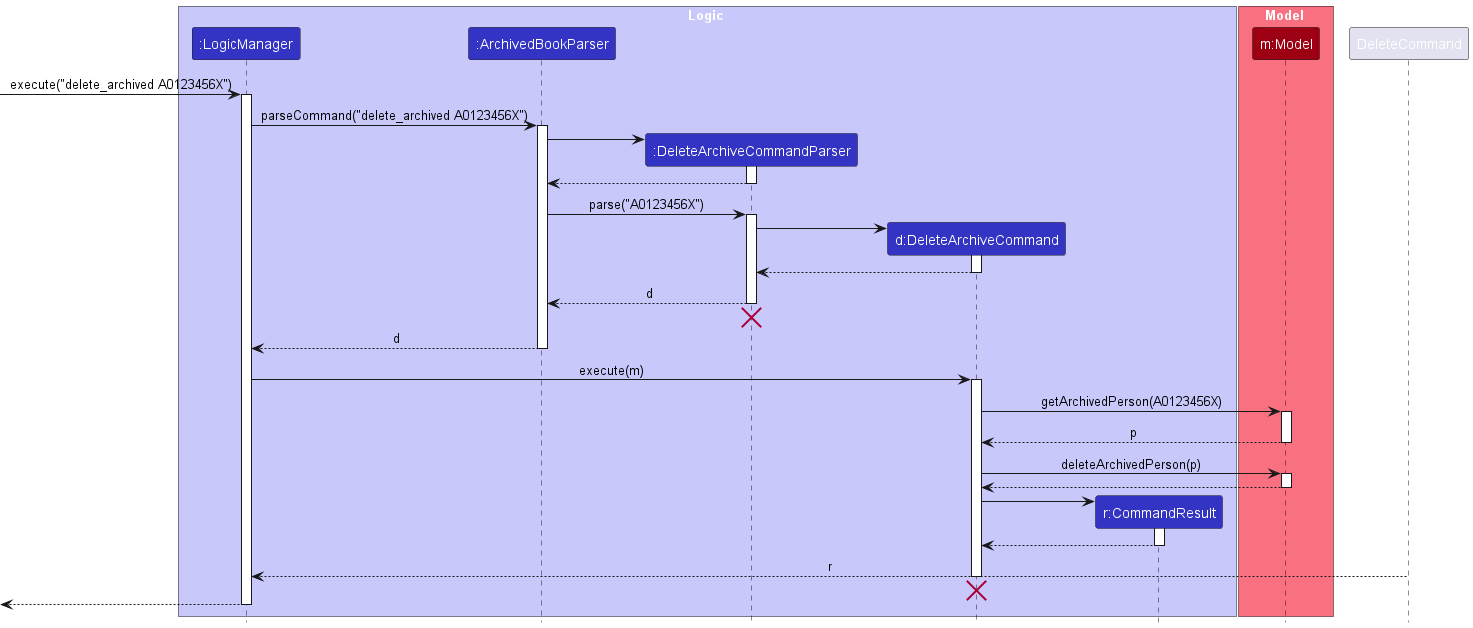 Logic
Model
:LogicManager
:ArchivedBookParser
m:Model
DeleteCommand
execute("delete_archived A0123456X")
parseCommand("delete_archived A0123456X")
:DeleteArchiveCommandParser
parse("A0123456X")
d:DeleteArchiveCommand
d
d
execute(m)
getArchivedPerson(A0123456X)
p
deleteArchivedPerson(p)
r:CommandResult
r